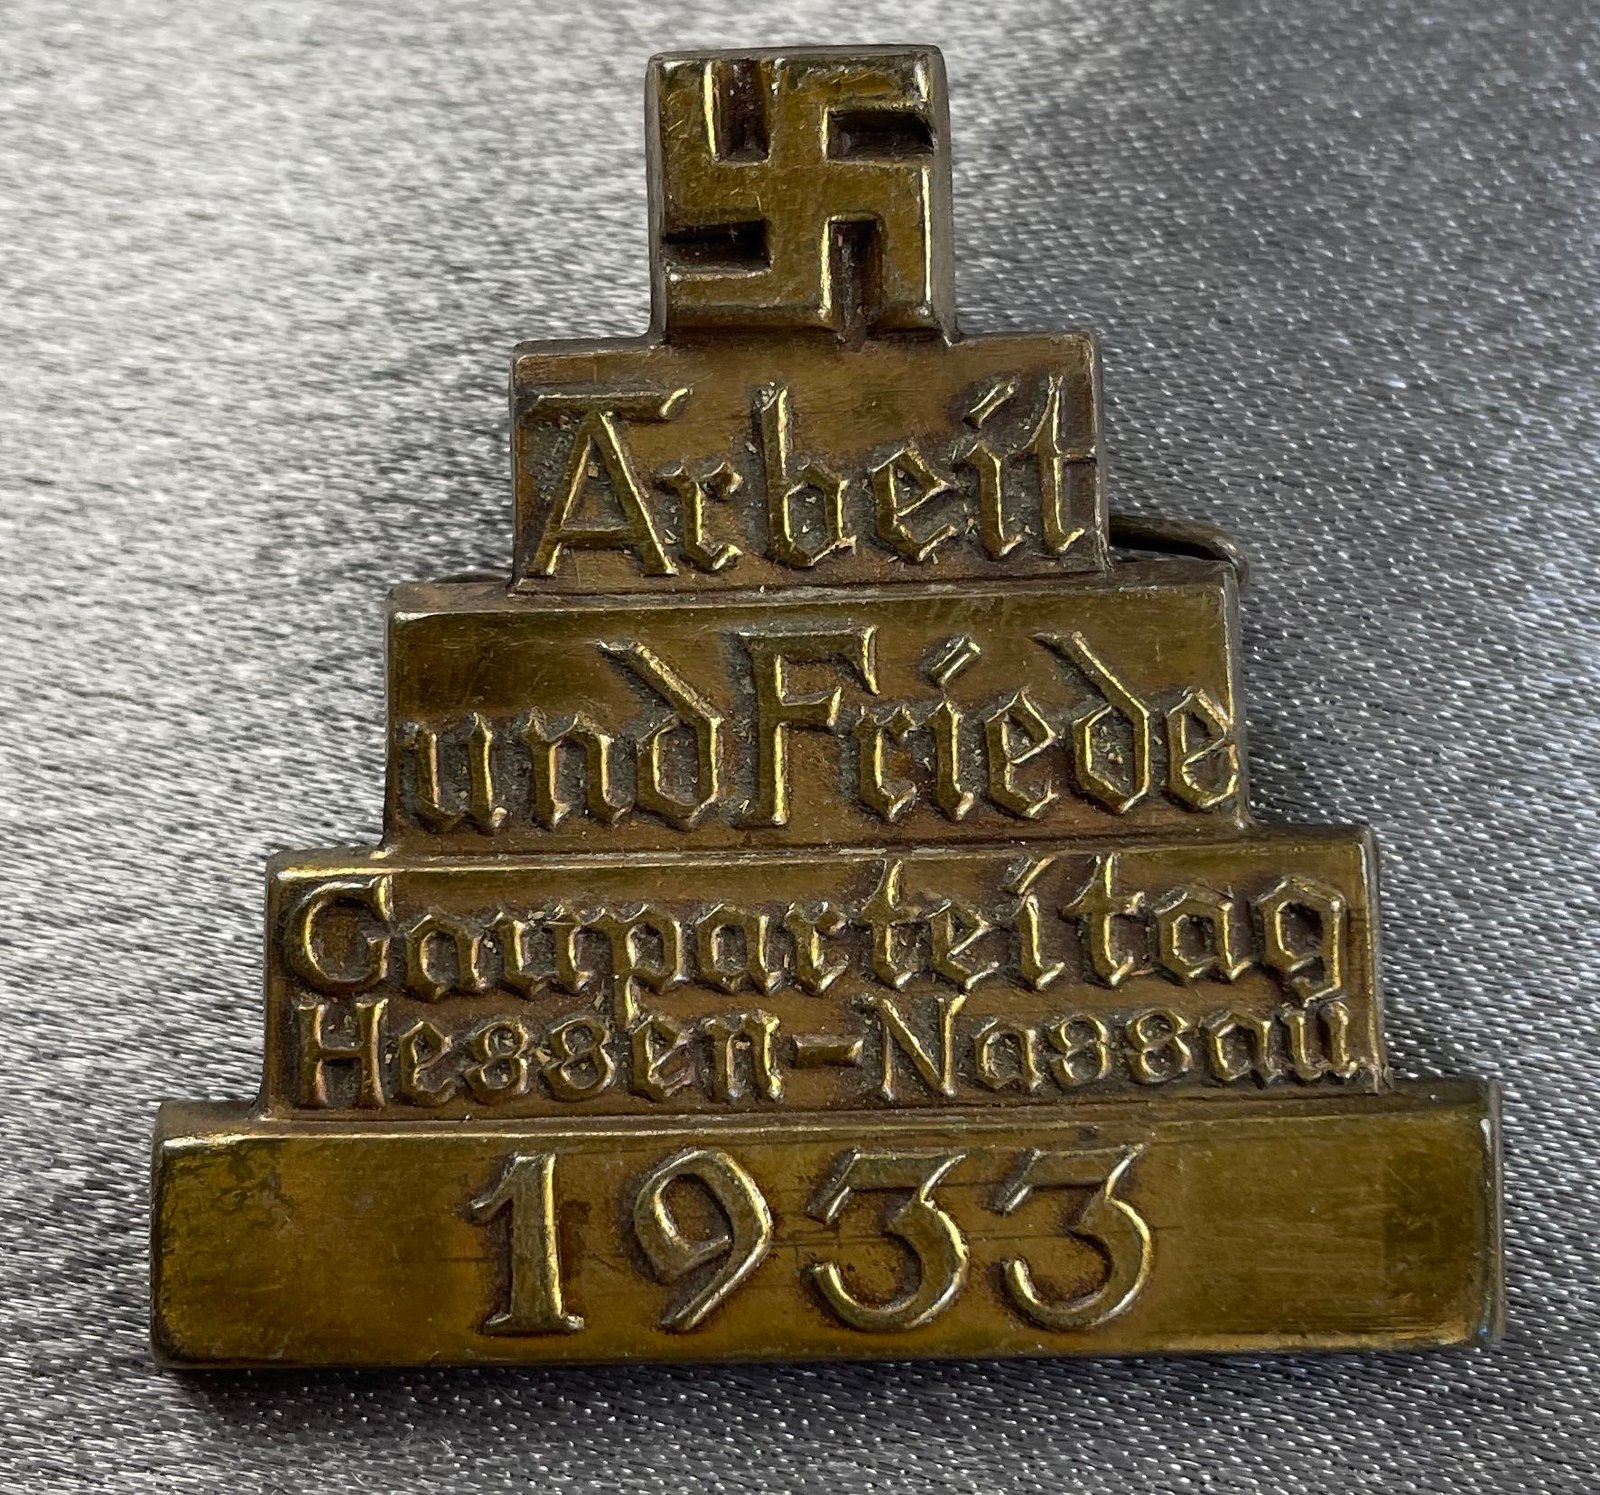 Arbeit
und Friede
Gauparteitag
Hessen-Nassau
1933